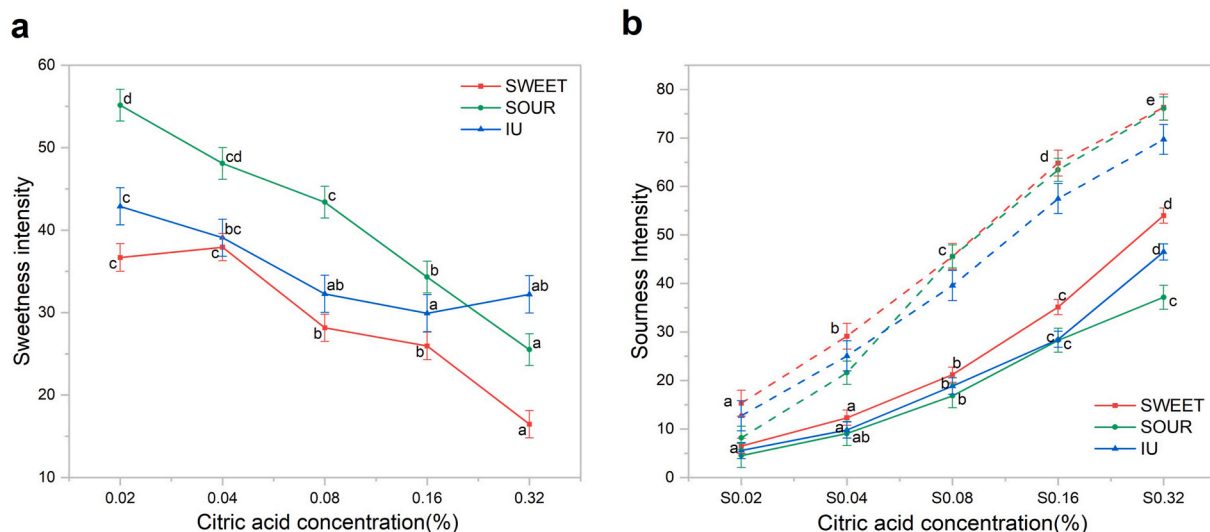 a
60
50
40
30
20
10
Sweetness intensity
d
cd
c
b
a
c
bc
ab
a
ab
c
c
b
b
a
SWEET
SOUR
IU
0.02
0.04
0.08
0.16
0.32
Citric acid concentration(%)
b
80
70
60
50
40
30
20
10
0
Sourness Intensity
e
d
c
b
a
d
d
c
c
c
c
b
b
b
a
a
ab
a
SWEET
SOUR
IU
S0.02
S0.04
S0.08
S0.16
S0.32
Citric acid concentration(%)